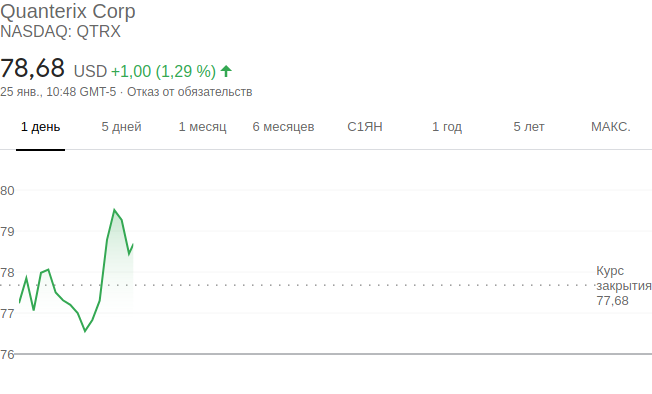 Quanterix Corp
NASDAQ: QTRX
78,68 USD +1,00 (1,29 %)
25 янв., 10:48 GMT-5 · Отказ от обязательств
1 день 5 дней 1 месяц 6 месяцев С1ЯН 1 год 5 лет МАКС.
80
79
78
77
76
Курс
закрытия
77,68